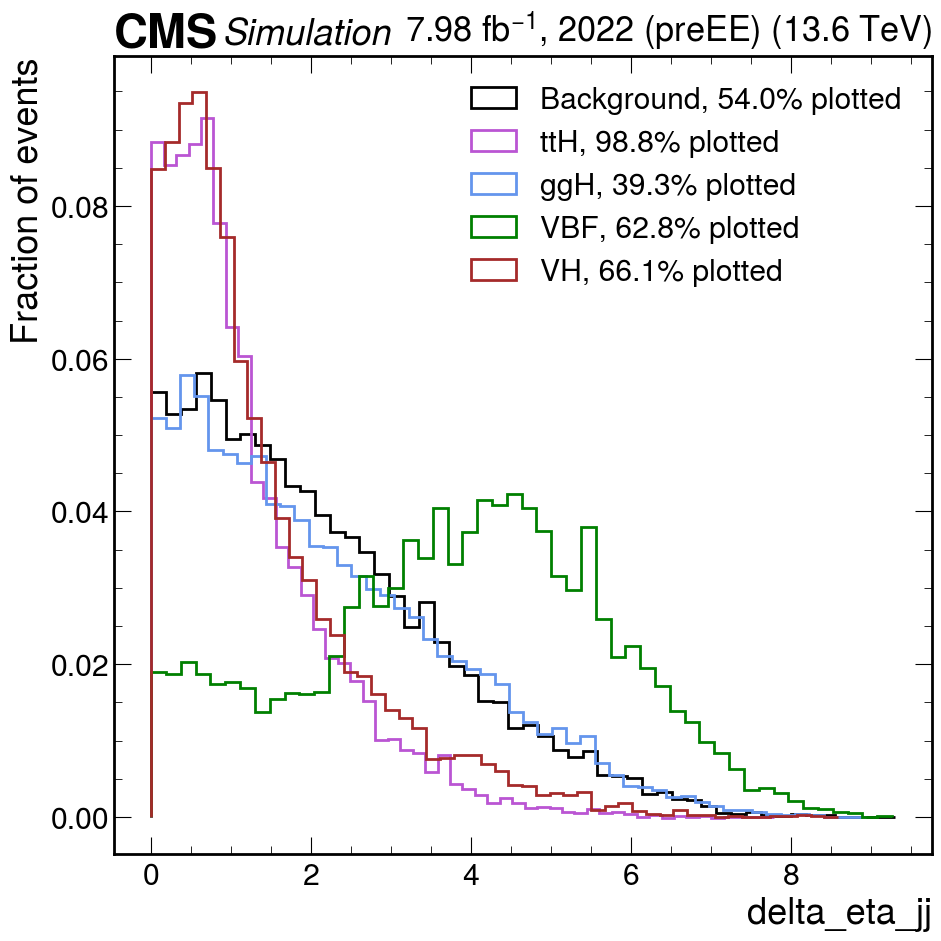 CMS Simulation 7.98 fb⁻¹, 2022 (preEE) (13.6 TeV)
Fraction of events
Background, 54.0% plotted
ttH, 98.8% plotted
ggH, 39.3% plotted
VBF, 62.8% plotted
VH, 66.1% plotted
0.08
0.06
0.04
0.02
0.00
0 2 4 6 8
delta_eta_jj